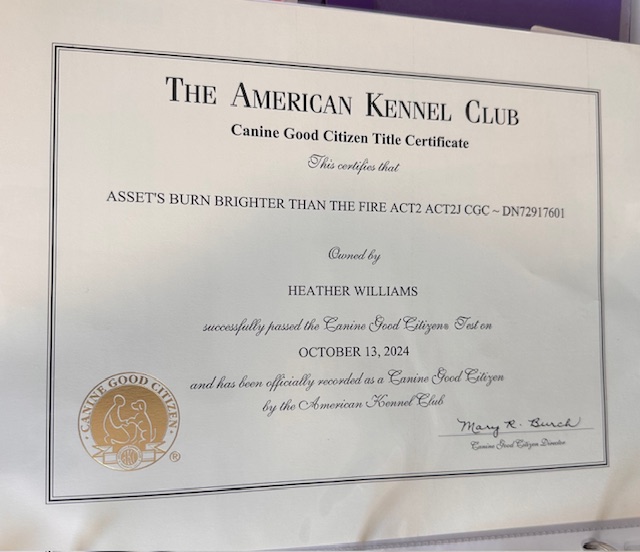 THE AMERICAN KENNEL CLUB
Canine Good Citizen Title Certificate
This certifies that
ASSET'S BURN BRIGHTER THAN THE FIRE ACT2 ACT2J CGC ~ DN72917601
Owned by
HEATHER WILLIAMS
successfully passed the Canine Good Citizen® Test on
OCTOBER 13, 2024
and has been officially recorded as a Canine Good Citizen
by the American Kennel Club
CANINE GOOD CITIZEN
AKC
®
Mary R. Burch
Canine Good Citizen Director